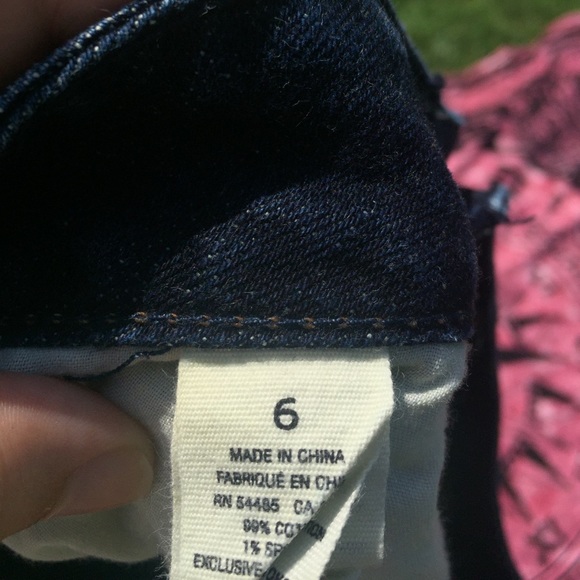 6
MADE IN CHINA
FABRIQUÉ EN
RN 54485 CA
99%
1%
EXCLUSIVE